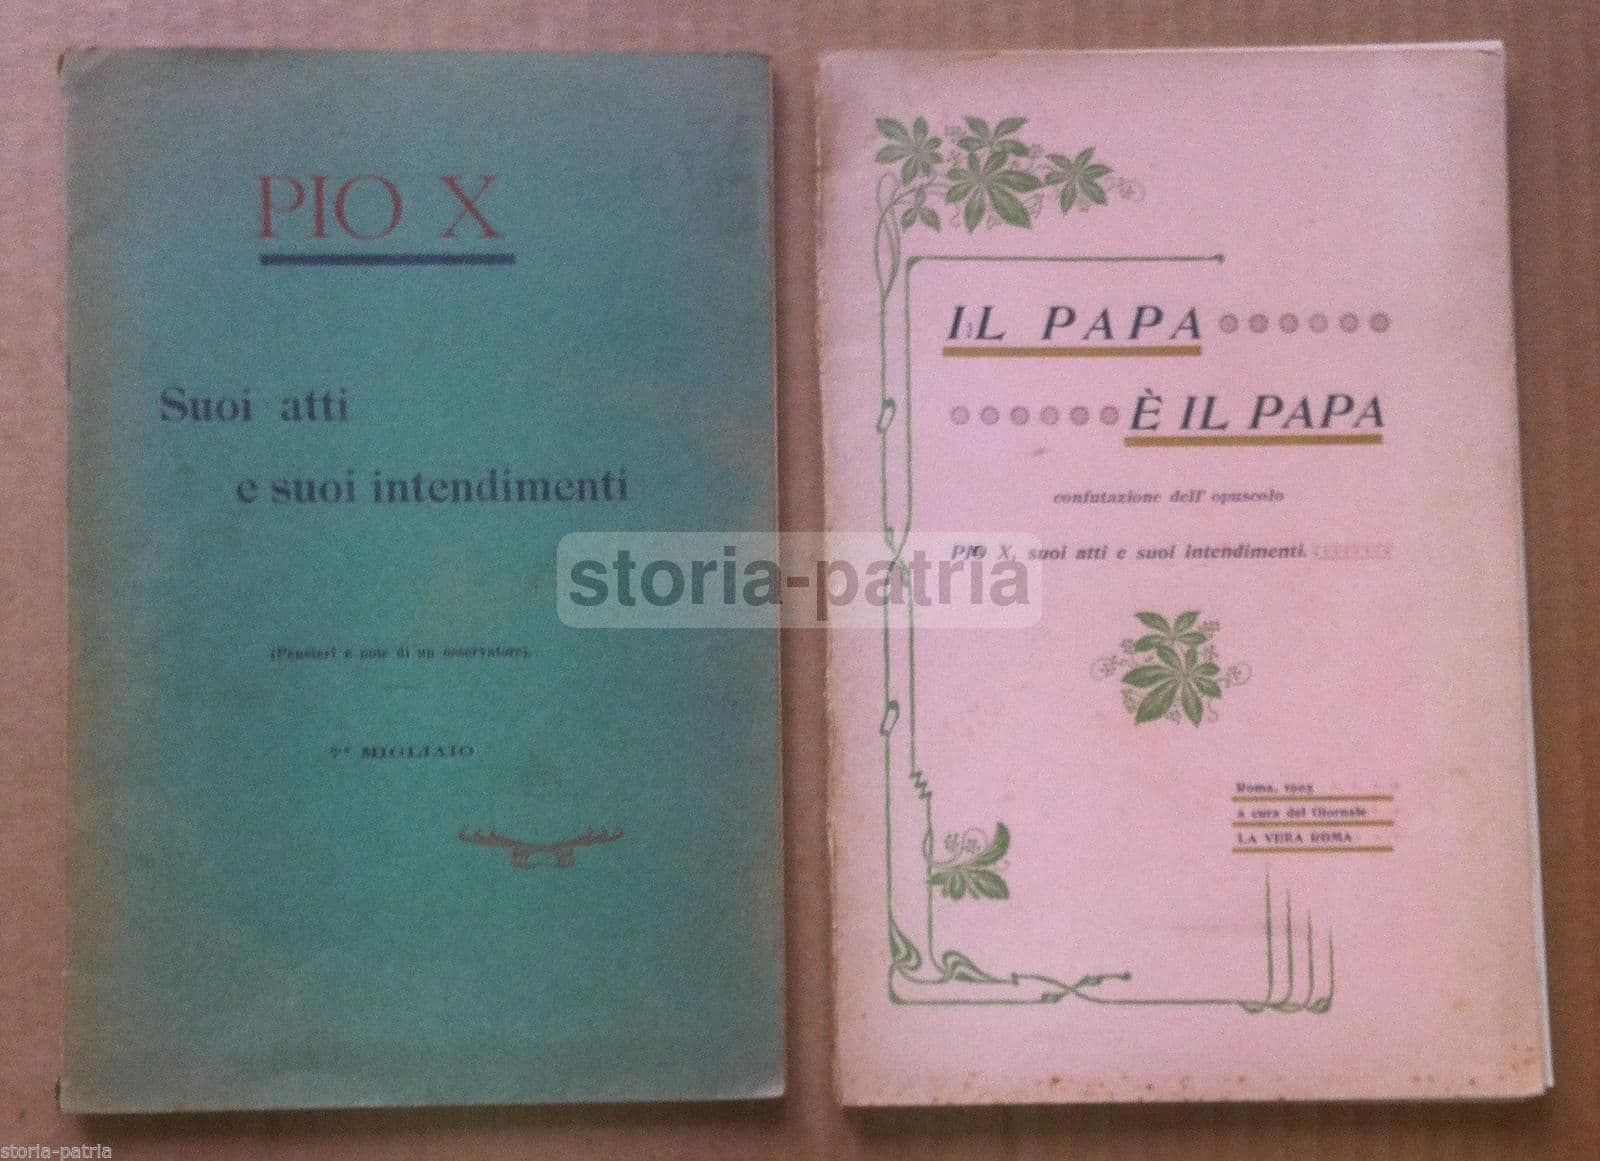 PIO X
Suoi atti
e suoi intendimenti
(Pensieri e note di un osservatore).
7° MIGLIAIO
IL PAPA
È IL PAPA
confutazione dell' opuscolo
PIO X, suoi atti e suoi intendimenti.
Roma,
a cura del Giornale
LA VERA ROMA
storia-patria
storia-patria